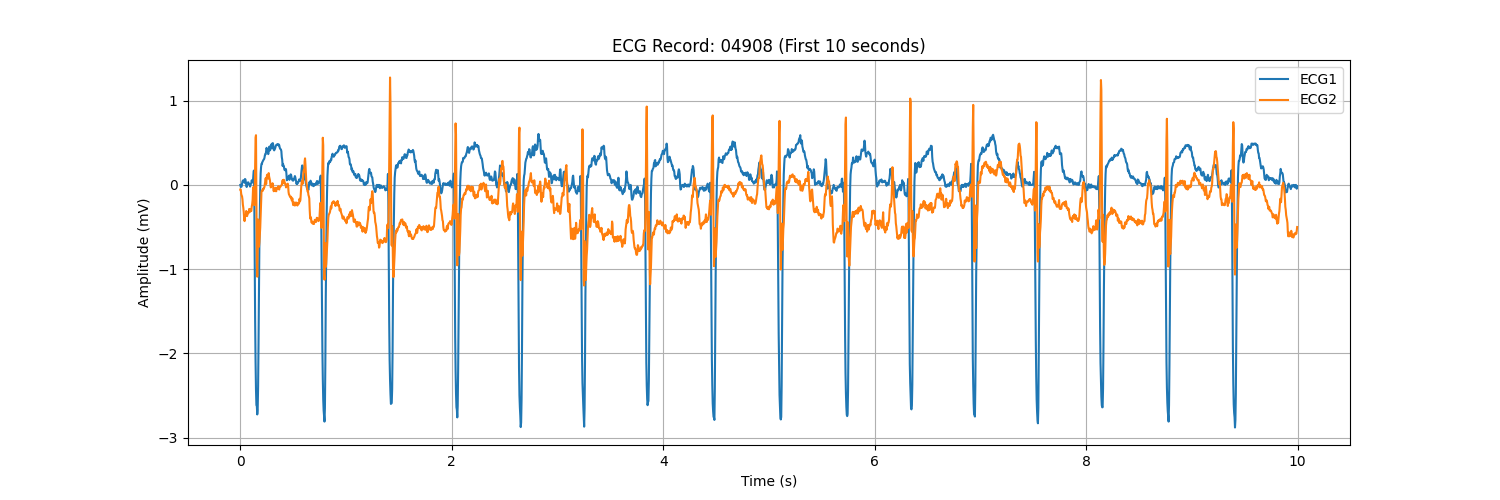 ECG Record: 04908 (First 10 seconds)
ECG1
ECG2
Amplitude (mV)
1
0
−1
−2
−3
0 2 4 6 8 10
Time (s)